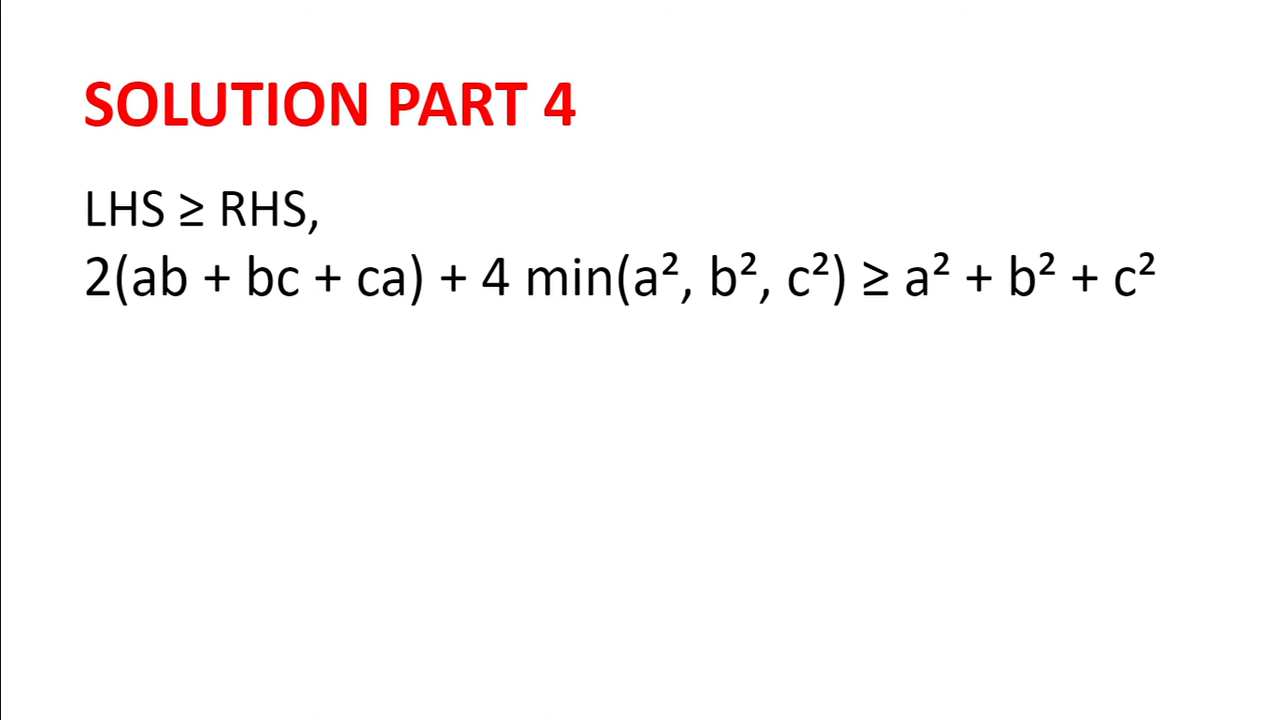 SOLUTION PART 4
LHS ≥ RHS,
2(ab + bc + ca) + 4 min(a², b², c²) ≥ a² + b² + c²